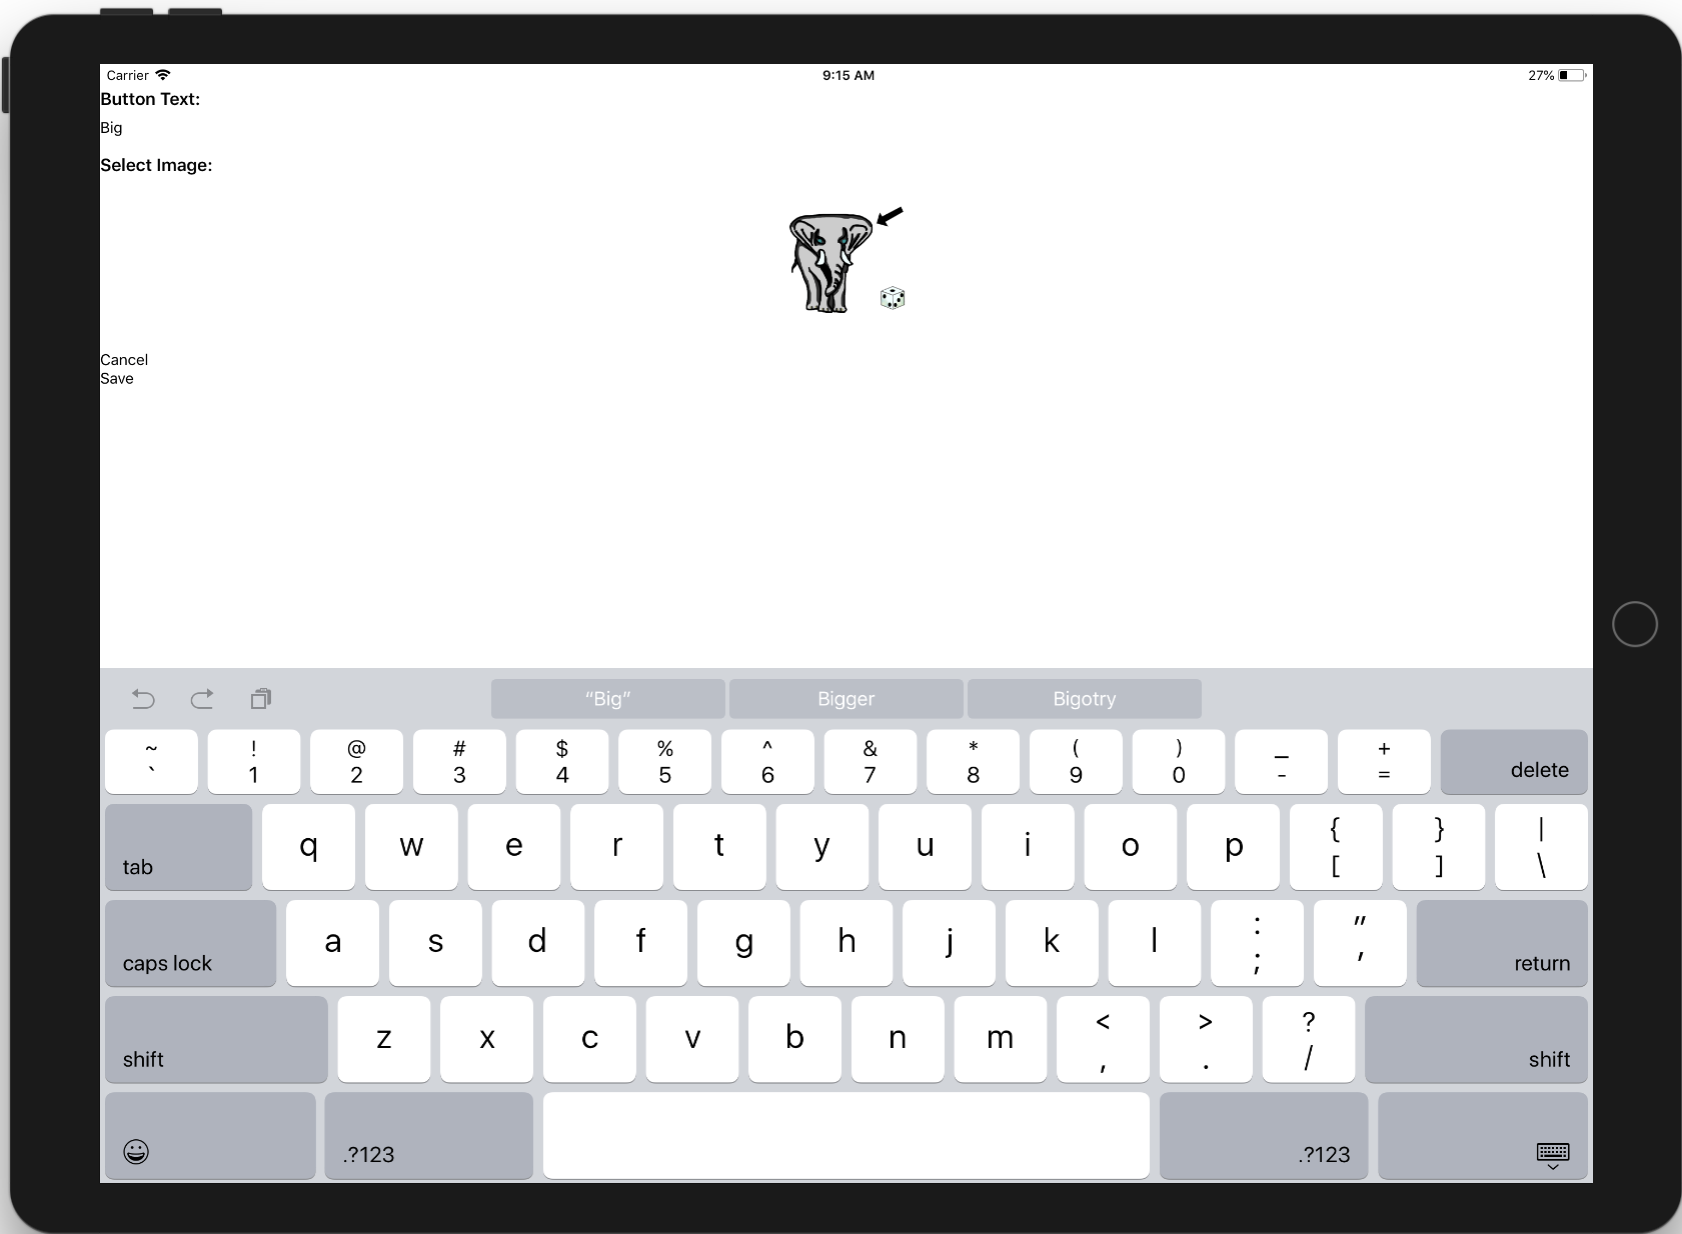 Carrier 9:15 AM 27%
Button Text:
Big
Select Image:
Cancel
Save
“Big” Bigger Bigotry
~ ! @ # $ % ^ & * ( ) _ +
` 1 2 3 4 5 6 7 8 9 0 - = delete
tab q w e r t y u i o p { [ } ] | \
caps lock a s d f g h j k l : ; " ' return
shift z x c v b n m < , > . ? / shift
.?123 .?123